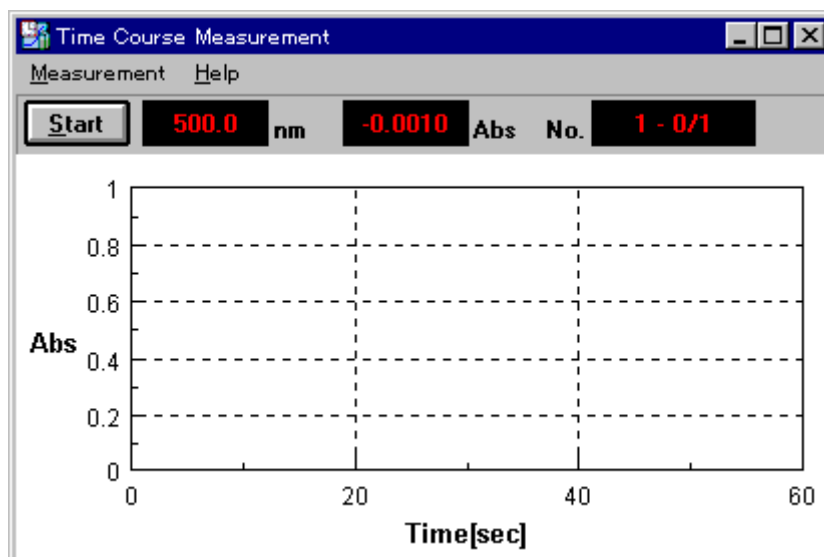 Time Course Measurement
Measurement Help
Start 500.0 nm -0.0010 Abs No. 1 - 0/1
1
0.8
0.6
Abs
0.4
0.2
0
0 20 40 60
Time[sec]